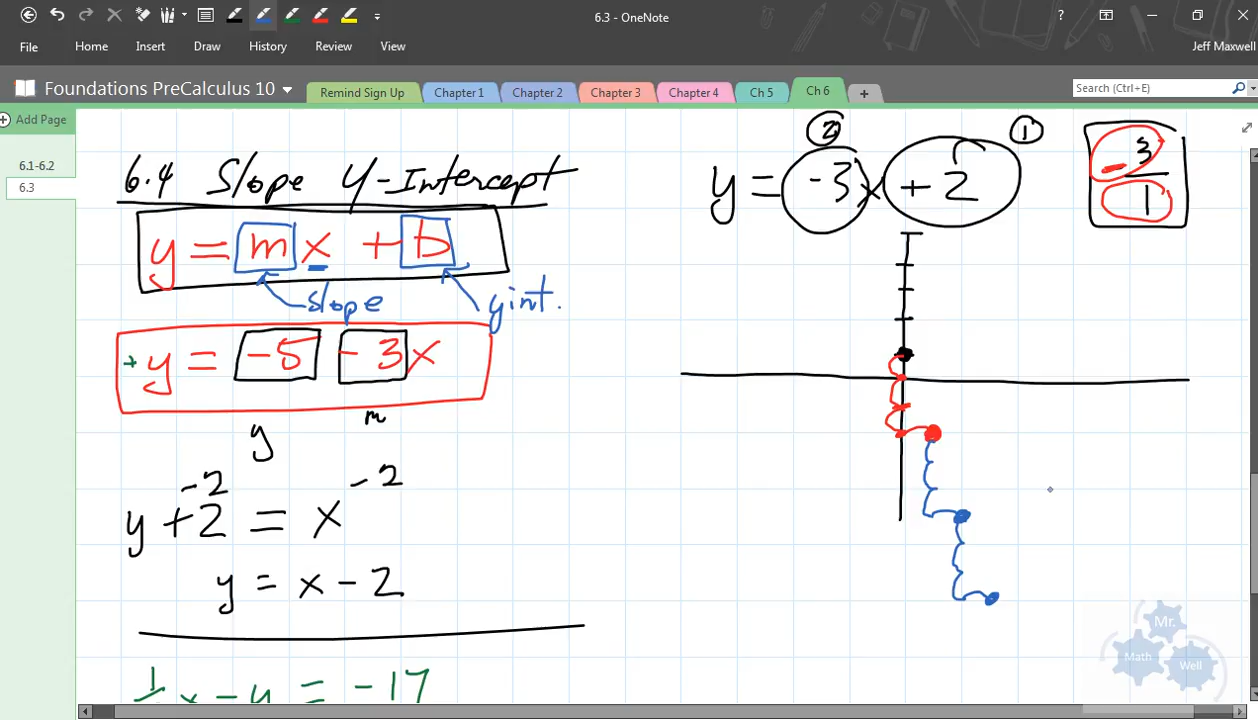 6.3 - OneNote
?
File
Home
Insert
Draw
History
Review
View
Jeff Maxwell
Foundations PreCalculus 10
Remind Sign Up
Chapter 1
Chapter 2
Chapter 3
Chapter 4
Ch 5
Ch 6
+
Search (Ctrl+E)
Add Page
6.1-6.2
6.3
6.4 Slope Y-Intercept
y = mx + b
slope
yint.
→ y = -5 - 3x
y
m
-2 -2
y + 2 = x
y = x - 2
x - y = -17
② ①
y = -3x + 2
-3
1
Mr.
Math
Well